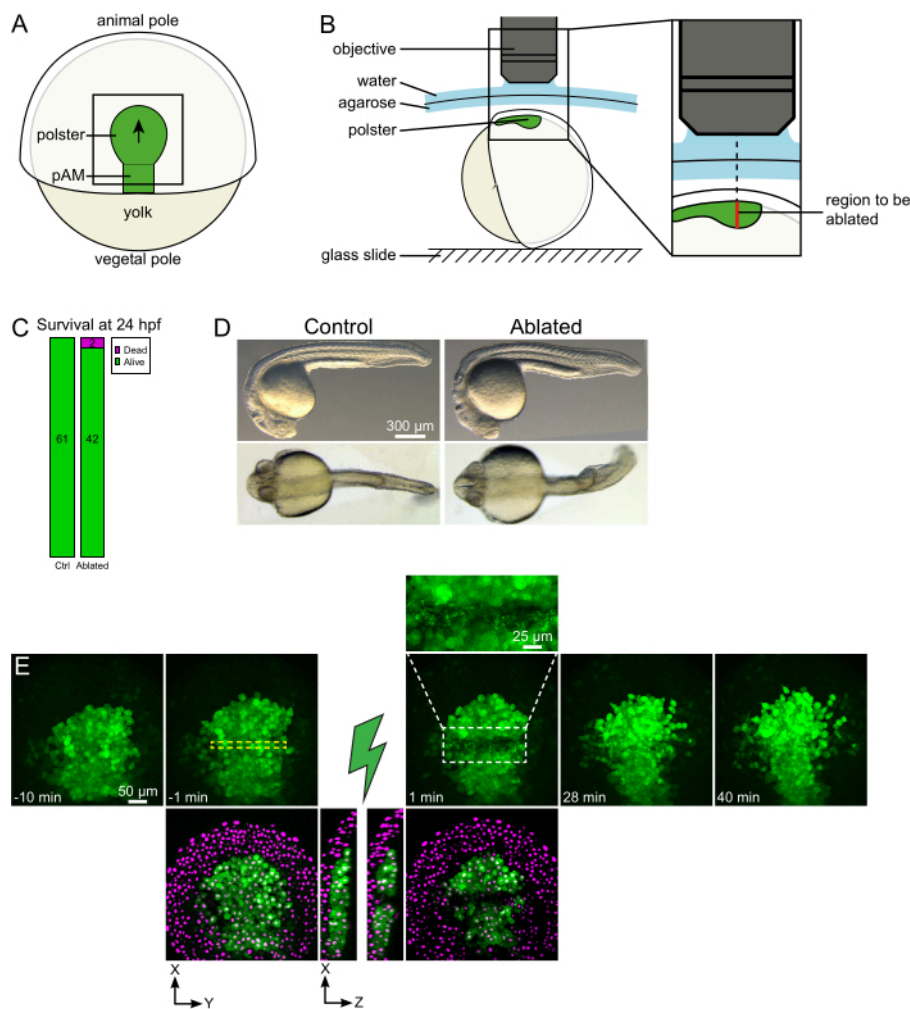 A
animal pole
polster
pAM
yolk
vegetal pole
B
objective
water
agarose
polster
glass slide
region to be
ablated
C
Survival at 24 hpf
2
Dead
Alive
61
42
Ctrl
Ablated
D
Control
Ablated
300 µm
E
25 µm
-10 min
50 µm
-1 min
1 min
28 min
40 min
X
Y
X
Z